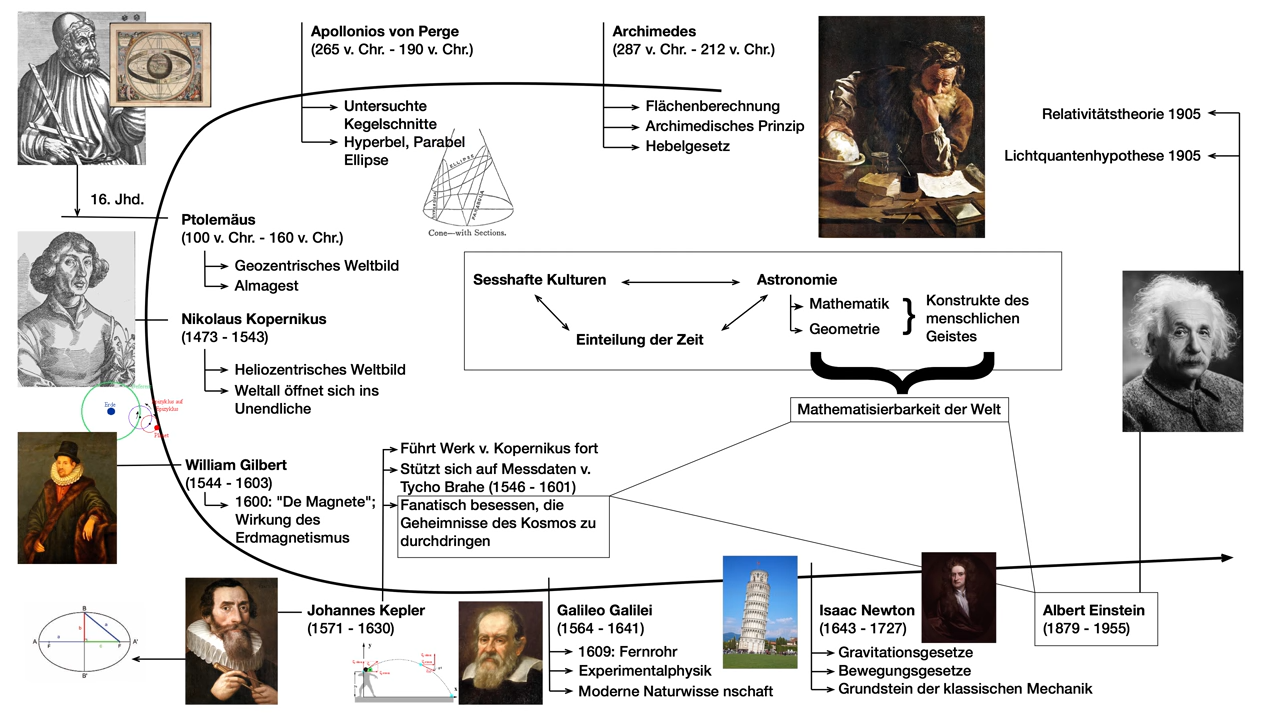 Apollonios von Perge
(265 v. Chr. - 190 v. Chr.)
Untersuchte
Kegelschnitte
Hyperbel, Parabel
Ellipse
ELLIPSE
PARABOLA
Cone—with Sections.
Archimedes
(287 v. Chr. - 212 v. Chr.)
Flächenberechnung
Archimedisches Prinzip
Hebelgesetz
Relativitätstheorie 1905
Lichtquantenhypothese 1905
16. Jhd.
Ptolemäus
(100 v. Chr. - 160 v. Chr.)
Geozentrisches Weltbild
Almagest
Nikolaus Kopernikus
(1473 - 1543)
Heliozentrisches Weltbild
Weltall öffnet sich ins
Unendliche
Erde
Sesshafte Kulturen
Astronomie
Mathematik
Geometrie
}
Konstrukte des
menschlichen
Geistes
Einteilung der Zeit
Mathematisierbarkeit der Welt
William Gilbert
(1544 - 1603)
1600: "De Magnete";
Wirkung des
Erdmagnetismus
Führt Werk v. Kopernikus fort
Stützt sich auf Messdaten v.
Tycho Brahe (1546 - 1601)
Fanatisch besessen, die
Geheimnisse des Kosmos zu
durchdringen
B
A
A'
B'
F
F'
a
b
Johannes Kepler
(1571 - 1630)
y
x
Galileo Galilei
(1564 - 1641)
1609: Fernrohr
Experimentalphysik
Moderne Naturwisse nschaft
Isaac Newton
(1643 - 1727)
Gravitationsgesetze
Bewegungsgesetze
Grundstein der klassischen Mechanik
Albert Einstein
(1879 - 1955)